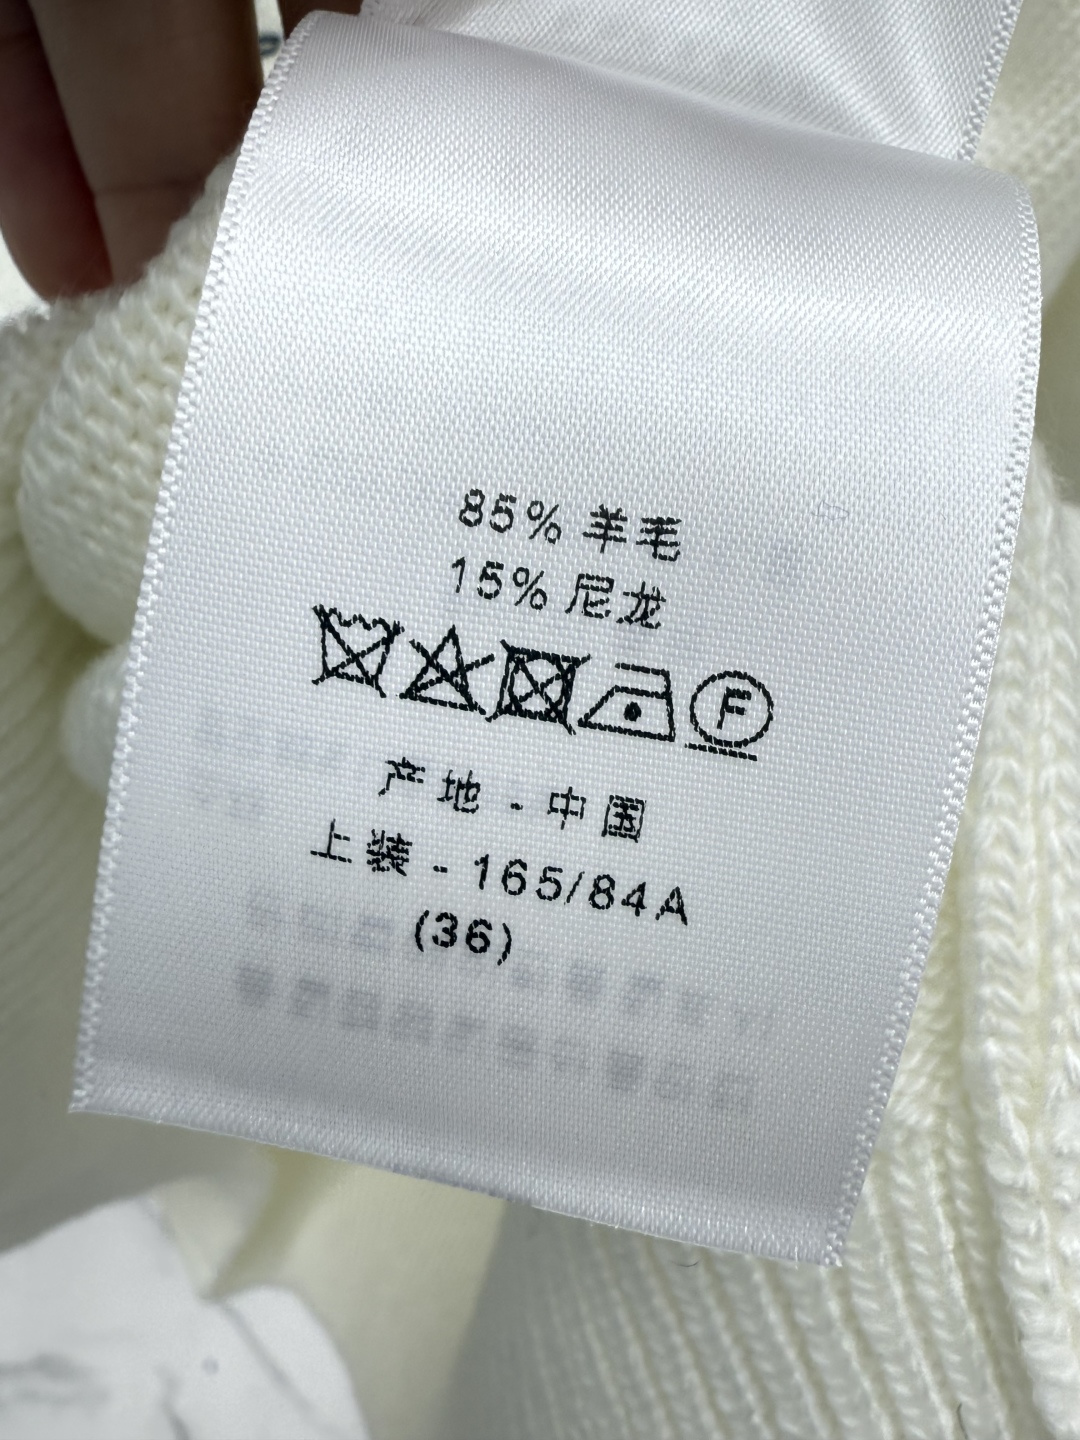 85% 羊毛
15% 尼龙
F
产地 - 中国
上装 - 165/84A
(36)